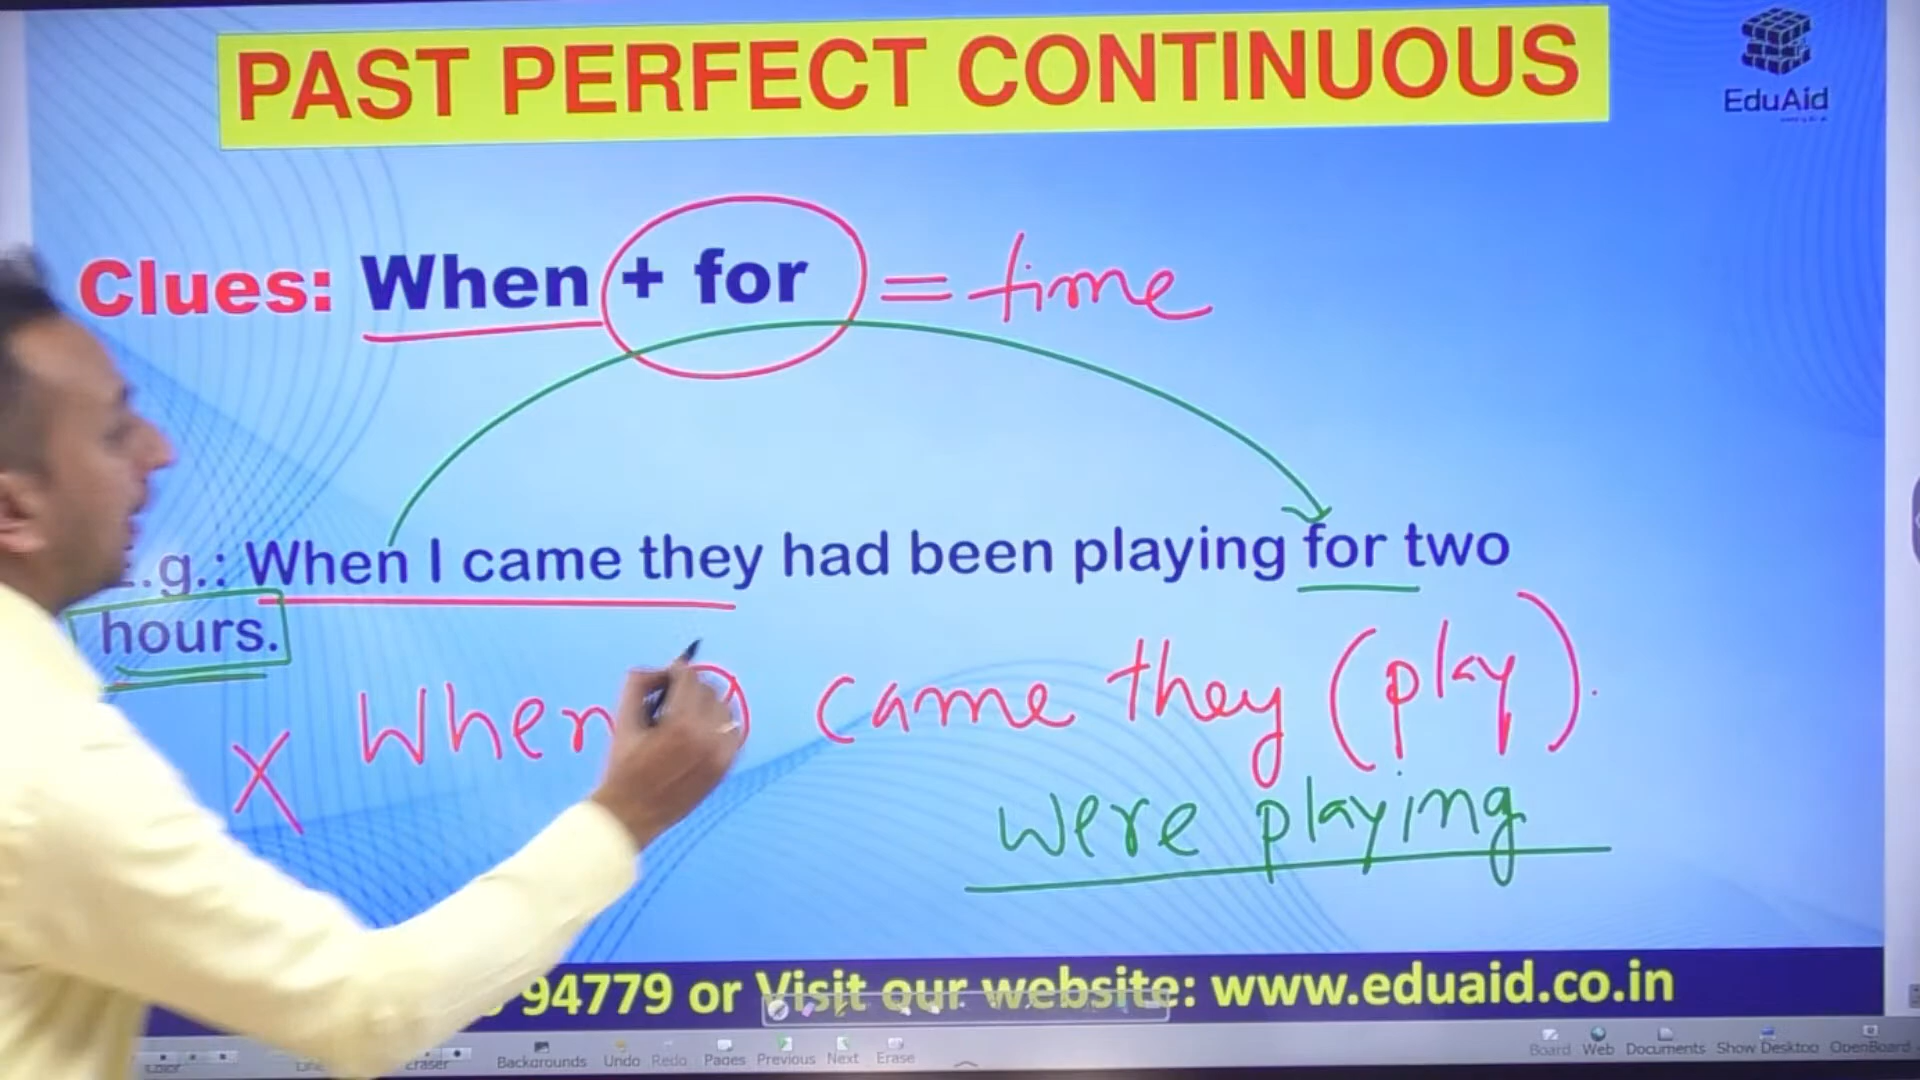 PAST PERFECT CONTINUOUS
EduAid
Clues: When + for = time
E.g.: When I came they had been playing for two
hours.
X When I came they (play).
were playing
94779 or Visit our website: www.eduaid.co.in
Color Eraser Backgrounds Undo Redo Pages Previous Next Erase Board Web Documents Show Desktop OpenBoard